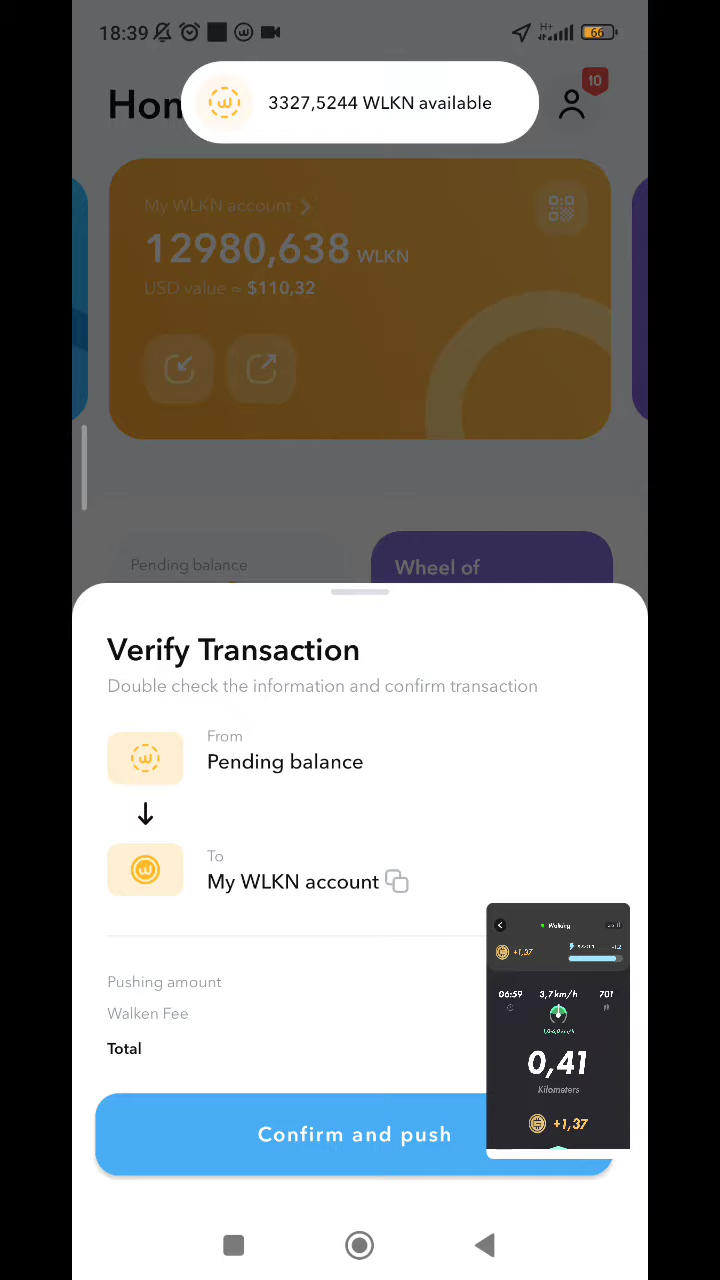 18:39
H+
66
3327,5244 WLKN available
10
My WLKN account
12980,638 WLKN
USD value ≈ $110,32
Pending balance
Wheel of
Verify Transaction
Double check the information and confirm transaction
From
Pending balance
To
My WLKN account
Pushing amount
Walken Fee
Total
Confirm and push
Walking
+1,37
06:59
3,7km/h
701
0,41
Kilometers
+1,37